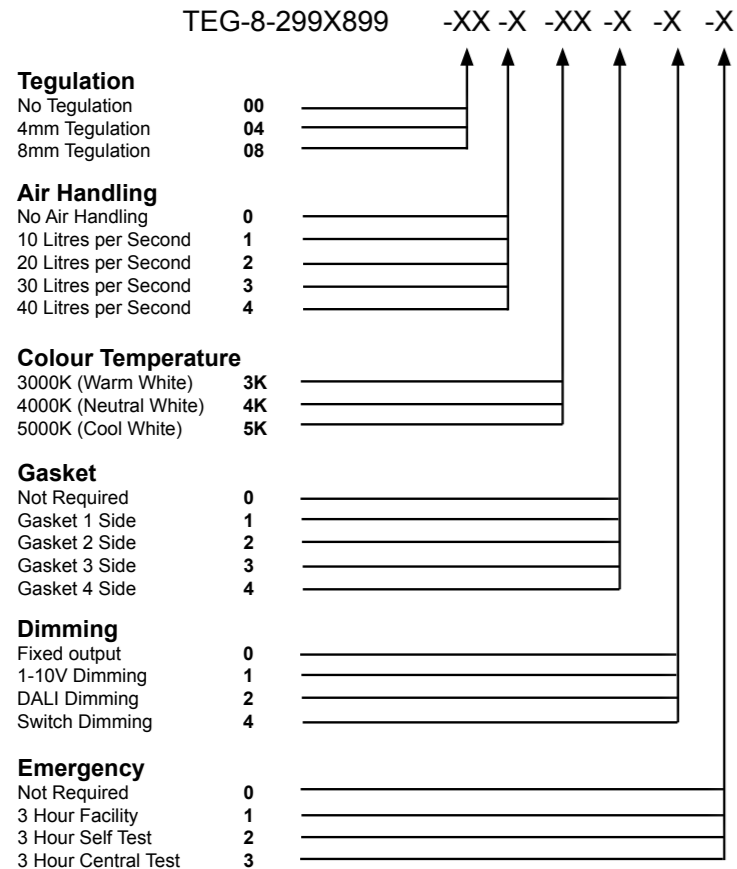 TEG-8-299X899 -XX -X -XX -X -X -X
Tegulation
No Tegulation 00
4mm Tegulation 04
8mm Tegulation 08
Air Handling
No Air Handling 0
10 Litres per Second 1
20 Litres per Second 2
30 Litres per Second 3
40 Litres per Second 4
Colour Temperature
3000K (Warm White) 3K
4000K (Neutral White) 4K
5000K (Cool White) 5K
Gasket
Not Required 0
Gasket 1 Side 1
Gasket 2 Side 2
Gasket 3 Side 3
Gasket 4 Side 4
Dimming
Fixed output 0
1-10V Dimming 1
DALI Dimming 2
Switch Dimming 4
Emergency
Not Required 0
3 Hour Facility 1
3 Hour Self Test 2
3 Hour Central Test 3